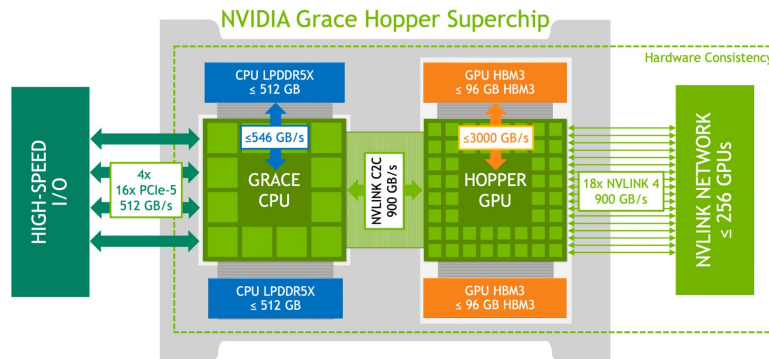 NVIDIA Grace Hopper Superchip
Hardware Consistency
CPU LPDDR5X
≤ 512 GB
GPU HBM3
≤ 96 GB HBM3
HIGH-SPEED
I/O
4x
16x PCIe-5
512 GB/s
≤546 GB/s
GRACE
CPU
NVLINK C2C
900 GB/s
≤3000 GB/s
HOPPER
GPU
18x NVLINK 4
900 GB/s
NVLINK NETWORK
≤ 256 GPUs
CPU LPDDR5X
≤ 512 GB
GPU HBM3
≤ 96 GB HBM3